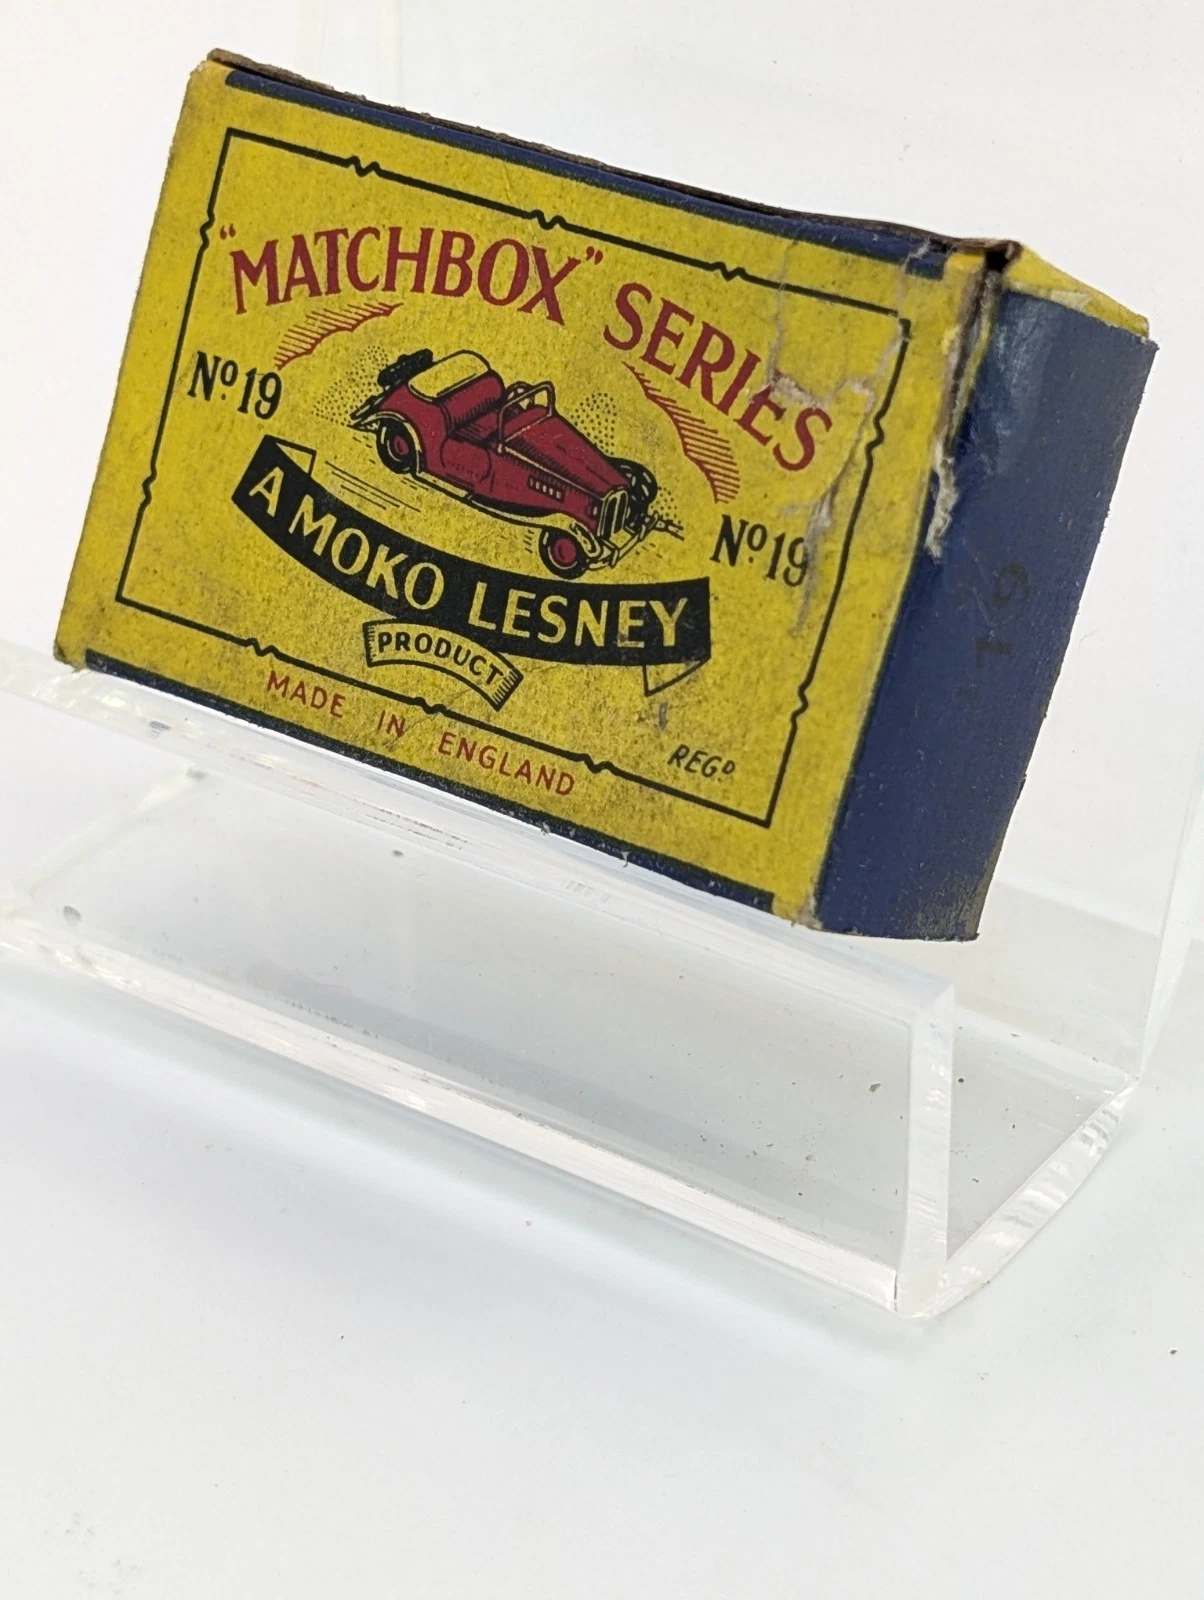 "MATCHBOX" SERIES
Nº 19
Nº 19
A MOKO LESNEY
PRODUCT
MADE IN ENGLAND
REGD
19